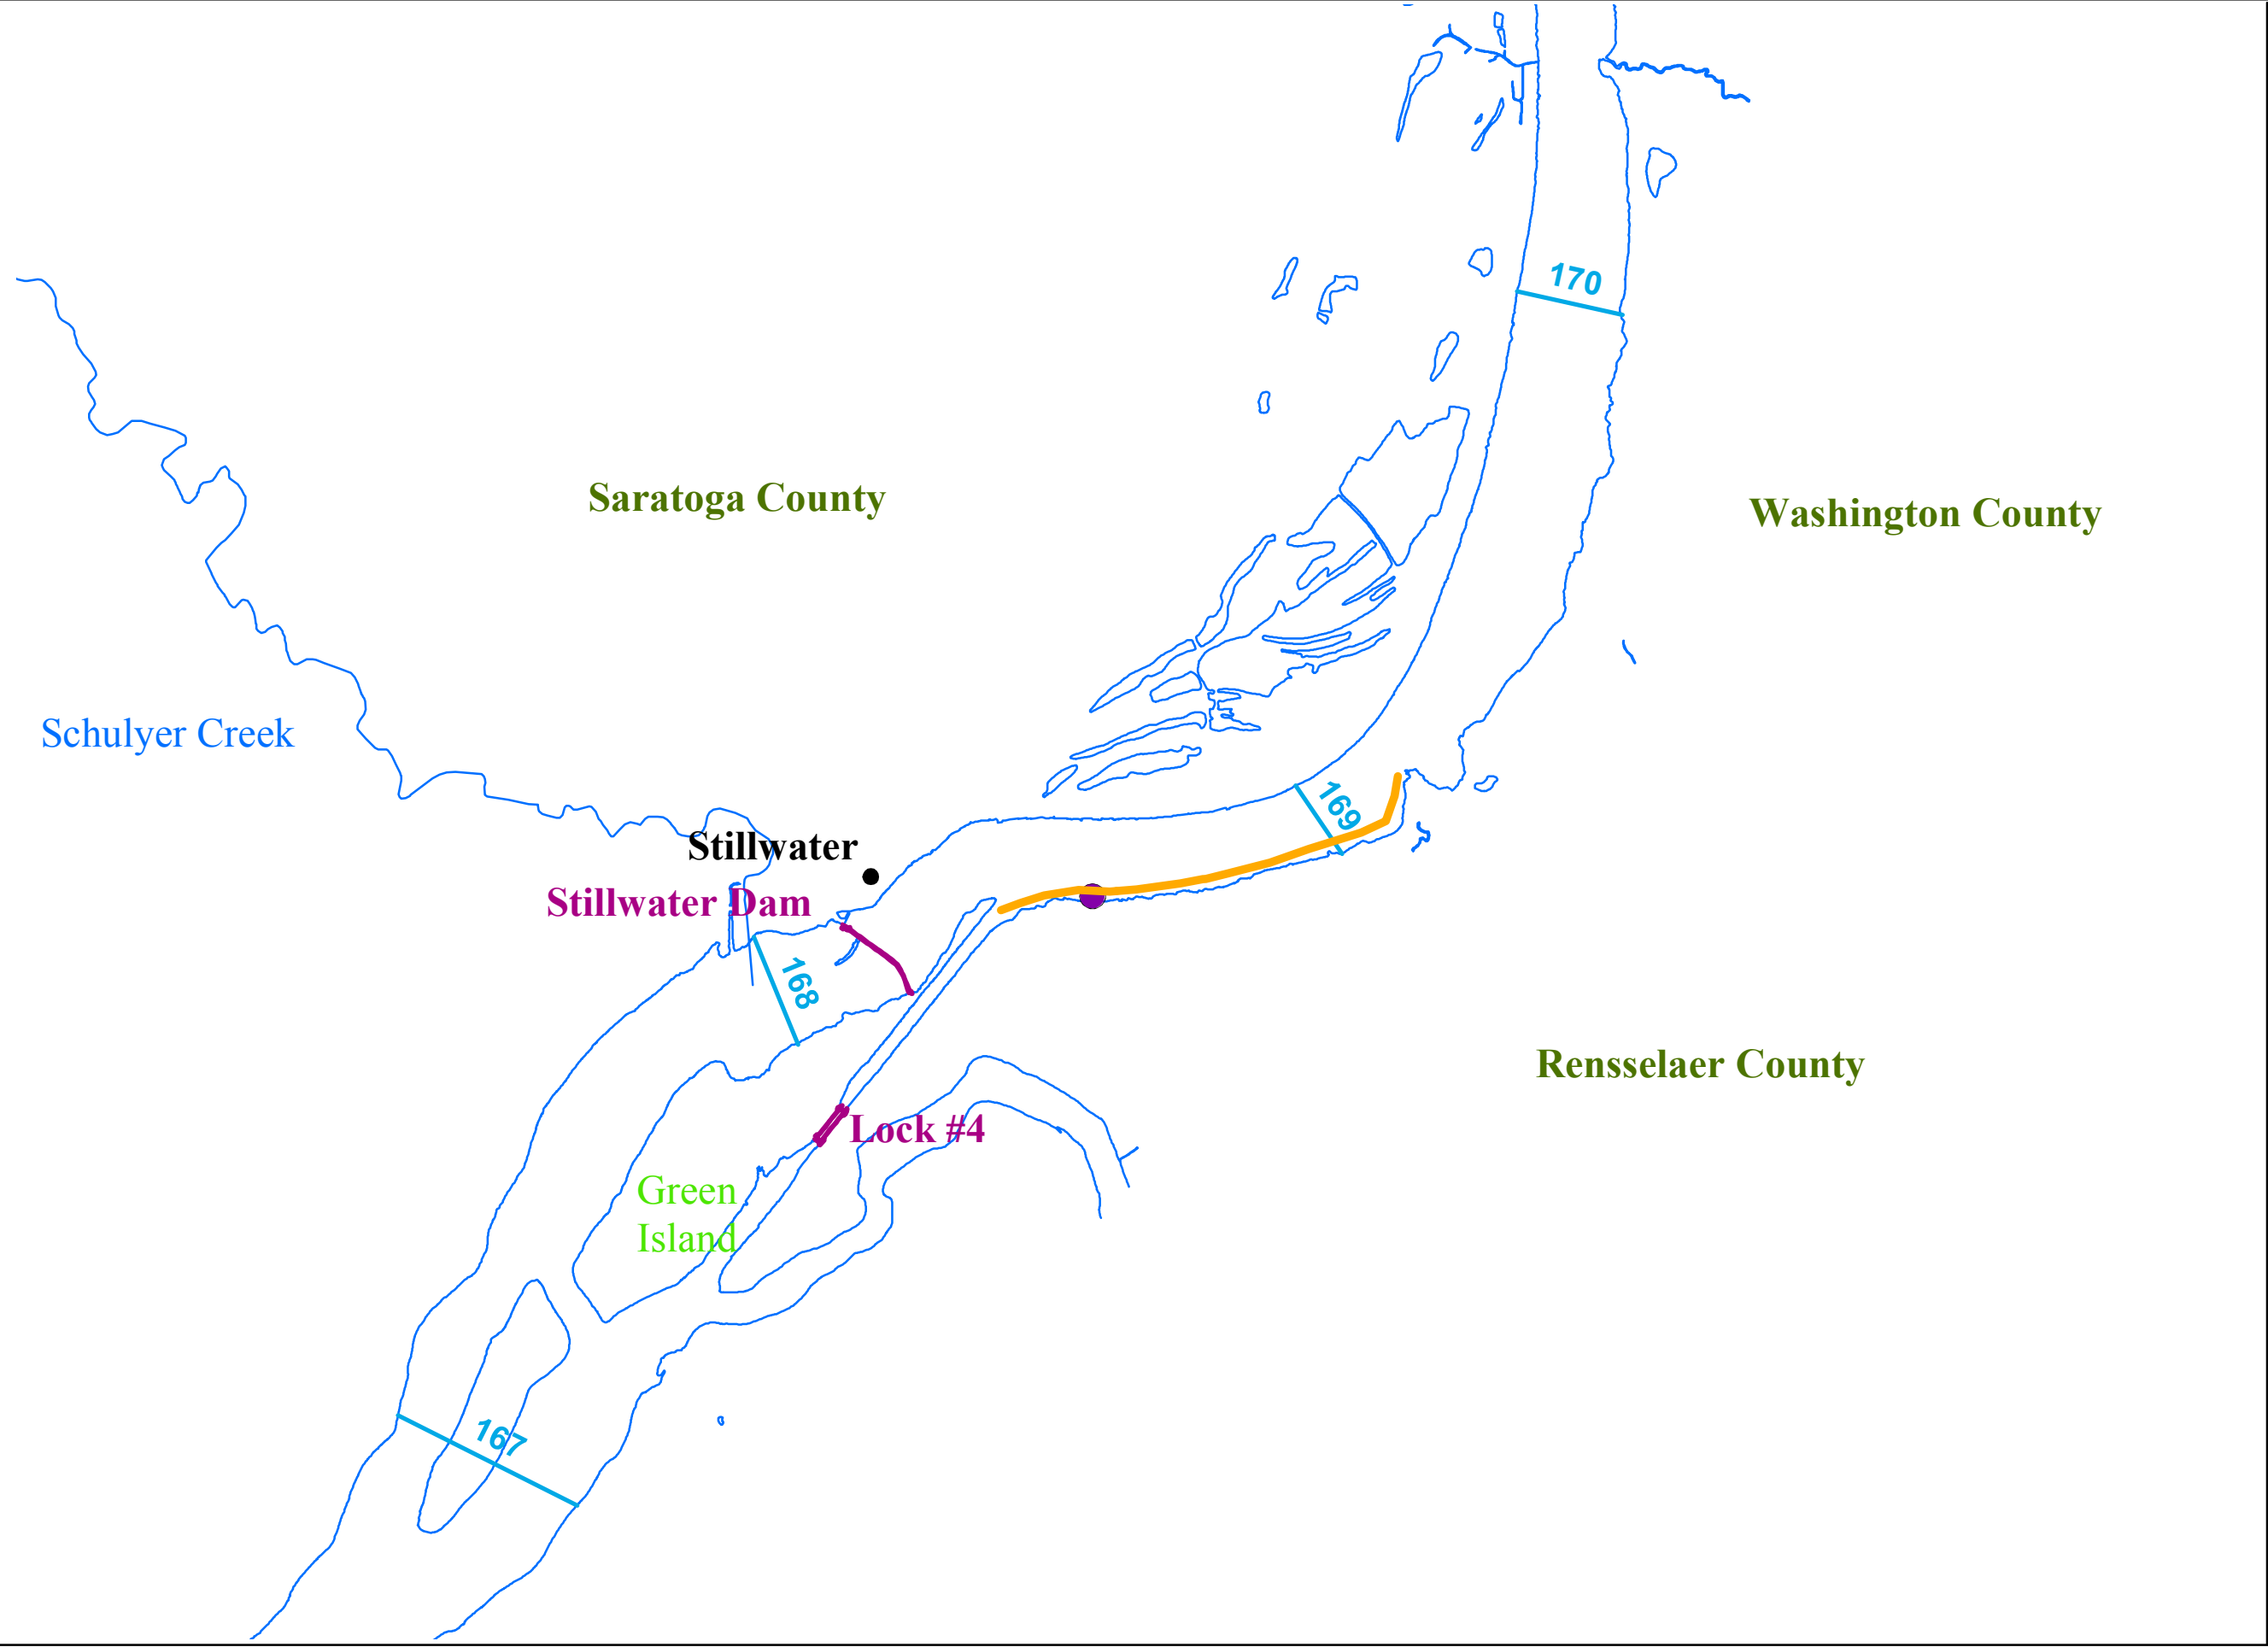 170
Saratoga County
Washington County
Schulyer Creek
169
Stillwater
Stillwater Dam
168
Rensselaer County
Lock #4
Green
Island
167